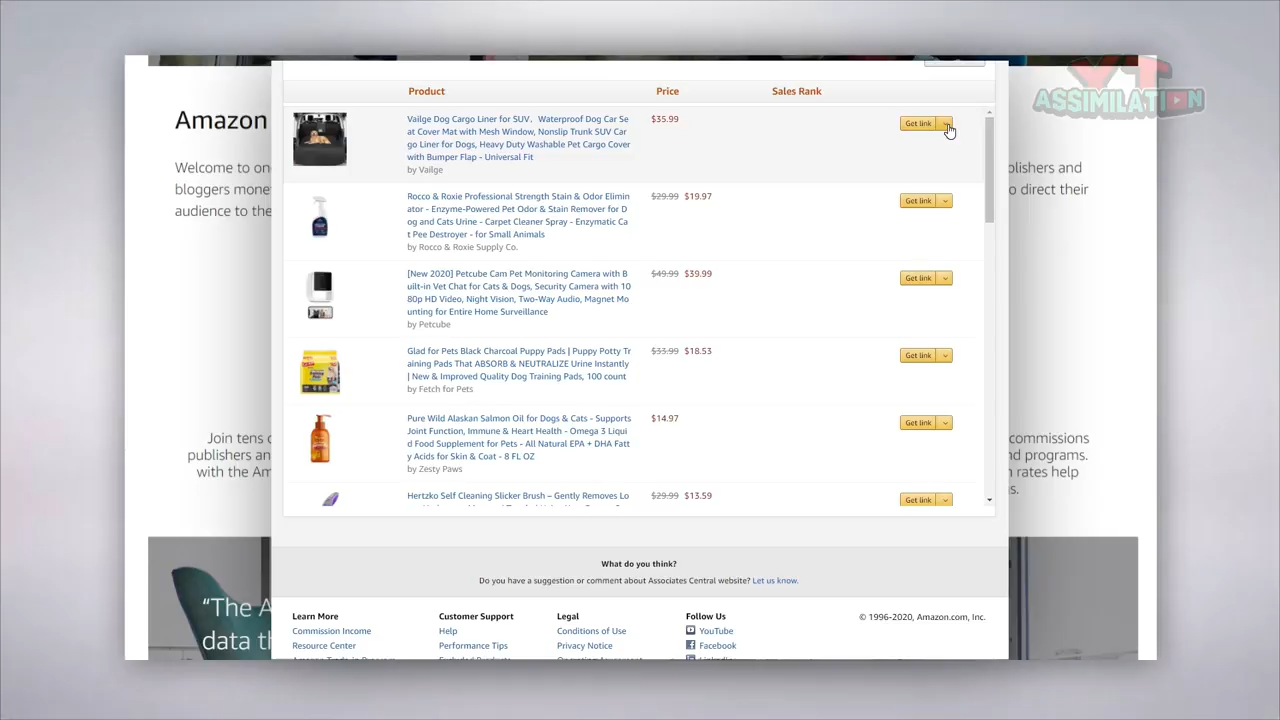 VT
ASSIMILATION
Product Price Sales Rank
Amazon
Vailge Dog Cargo Liner for SUV, Waterproof Dog Car Se
at Cover Mat with Mesh Window, Nonslip Trunk SUV Car
go Liner for Dogs, Heavy Duty Washable Pet Cargo Cover
with Bumper Flap - Universal Fit
by Vailge
$35.99
Get link
Welcome to on
bloggers mone
audience to the
blishers and
o direct their
Rocco & Roxie Professional Strength Stain & Odor Elimin
ator - Enzyme-Powered Pet Odor & Stain Remover for D
og and Cats Urine - Carpet Cleaner Spray - Enzymatic Ca
t Pee Destroyer - for Small Animals
by Rocco & Roxie Supply Co.
$29.99 $19.97
Get link
[New 2020] Petcube Cam Pet Monitoring Camera with B
uilt-in Vet Chat for Cats & Dogs, Security Camera with 10
80p HD Video, Night Vision, Two-Way Audio, Magnet Mo
unting for Entire Home Surveillance
by Petcube
$49.99 $39.99
Get link
Glad for Pets Black Charcoal Puppy Pads | Puppy Potty Tr
aining Pads That ABSORB & NEUTRALIZE Urine Instantly
| New & Improved Quality Dog Training Pads, 100 count
by Fetch for Pets
$33.99 $18.53
Get link
Pure Wild Alaskan Salmon Oil for Dogs & Cats - Supports
Joint Function, Immune & Heart Health - Omega 3 Liqui
d Food Supplement for Pets - All Natural EPA + DHA Fatt
y Acids for Skin & Coat - 8 FL OZ
by Zesty Paws
$14.97
Get link
Join tens o
publishers an
with the Am
commissions
nd programs.
n rates help
s.
Hertzko Self Cleaning Slicker Brush – Gently Removes Lo
$29.99 $13.59
Get link
What do you think?
Do you have a suggestion or comment about Associates Central website? Let us know.
"The A
data th
Learn More
Commission Income
Resource Center
Customer Support
Help
Performance Tips
Legal
Conditions of Use
Privacy Notice
Follow Us
YouTube
Facebook
© 1996-2020, Amazon.com, Inc.